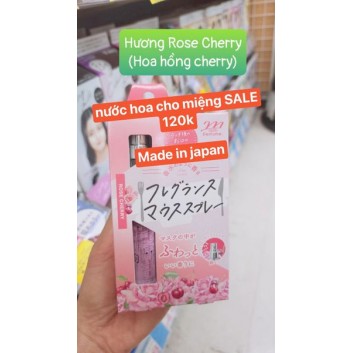 Hương Rose Cherry
(Hoa hồng cherry)
nước hoa cho miệng SALE
120k
Made in japan
ROSE CHERRY
フレグランス
マウススプレー
ふわっと